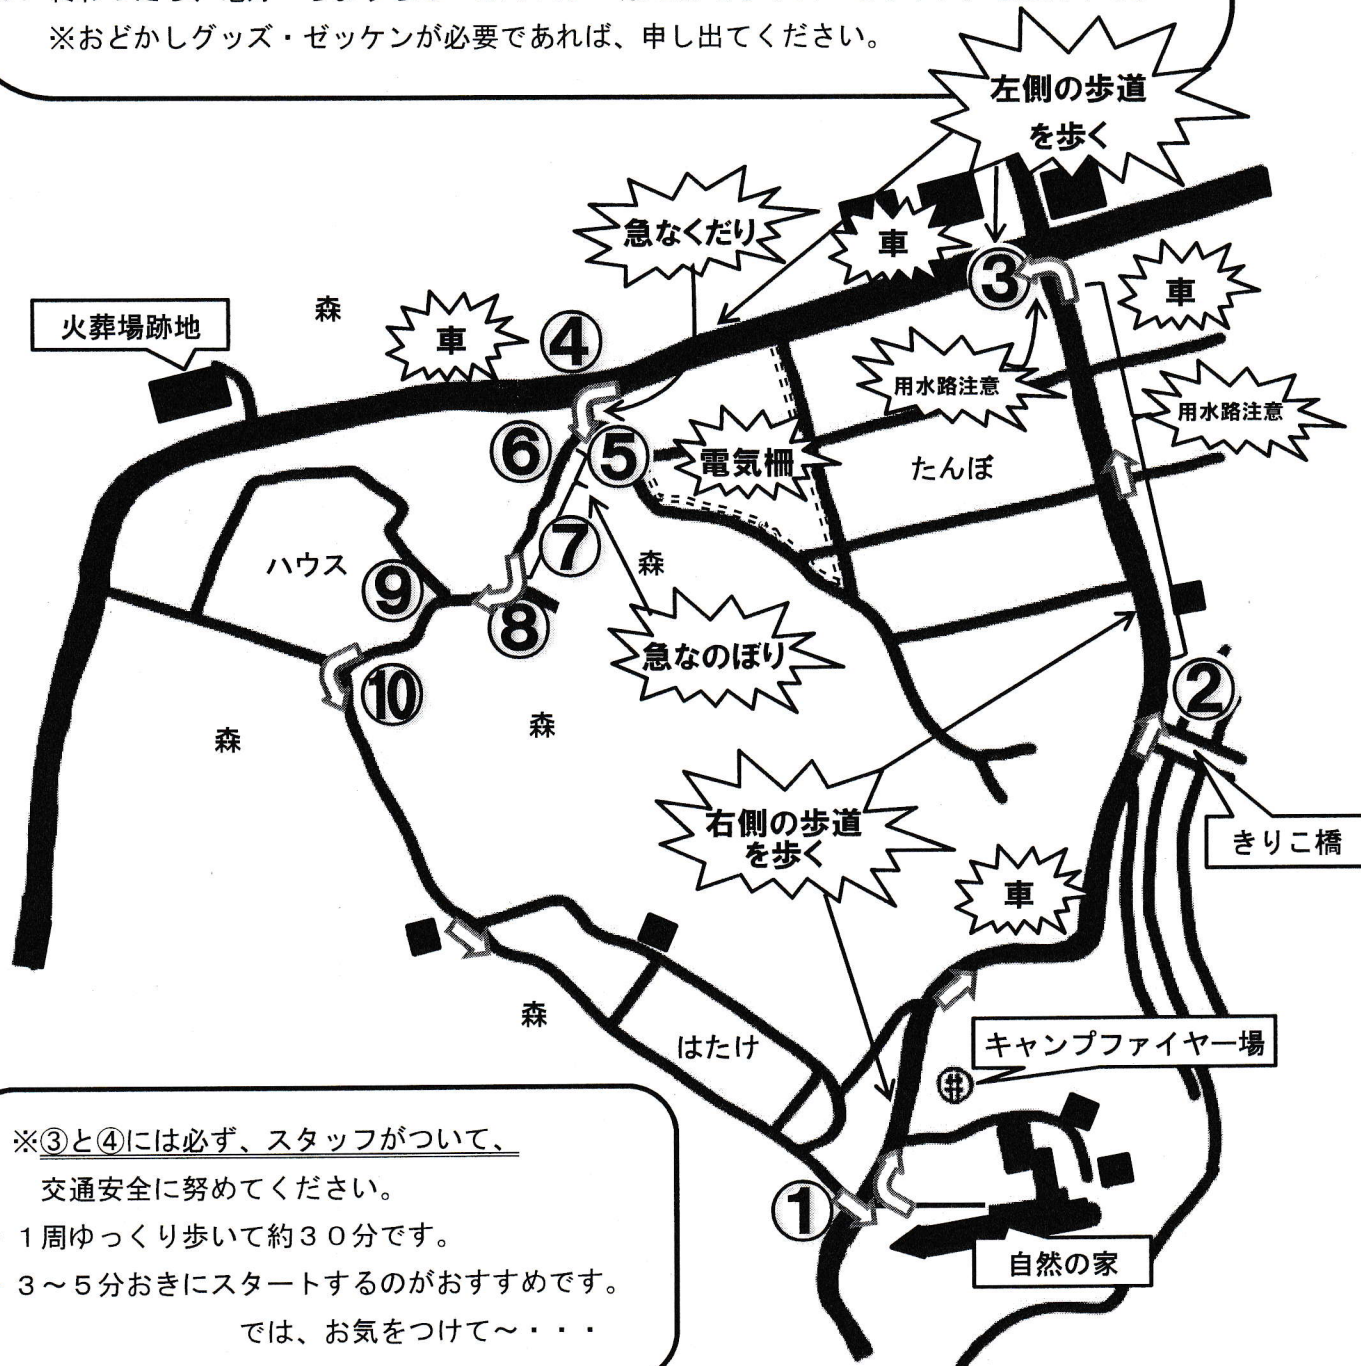 ※おどかしグッズ・ゼッケンが必要であれば、申し出てください。
左側の歩道
を歩く
急なくだり
車
③
車
火葬場跡地
森
車
④
用水路注意
用水路注意
⑥
⑤
電気柵
たんぼ
ハウス
⑦
森
⑨
⑧
急なのぼり
⑩
②
森
森
右側の歩道
を歩く
きりこ橋
車
森
はたけ
キャンプファイヤー場
①
自然の家
※③と④には必ず、スタッフがついて、
交通安全に努めてください。
1周ゆっくり歩いて約30分です。
3~5分おきにスタートするのがおすすめです。
では、お気をつけて~・・・